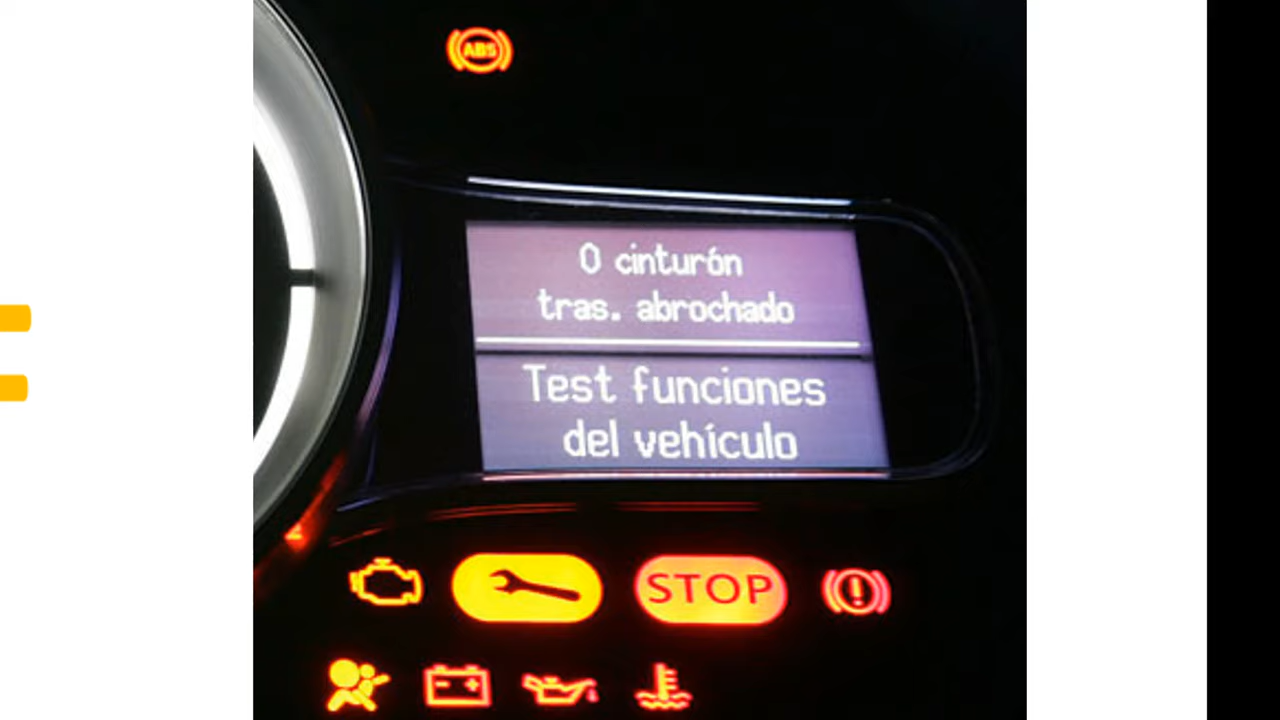 ABS
0 cinturón
tras. abrochado
Test funciones
del vehículo
STOP